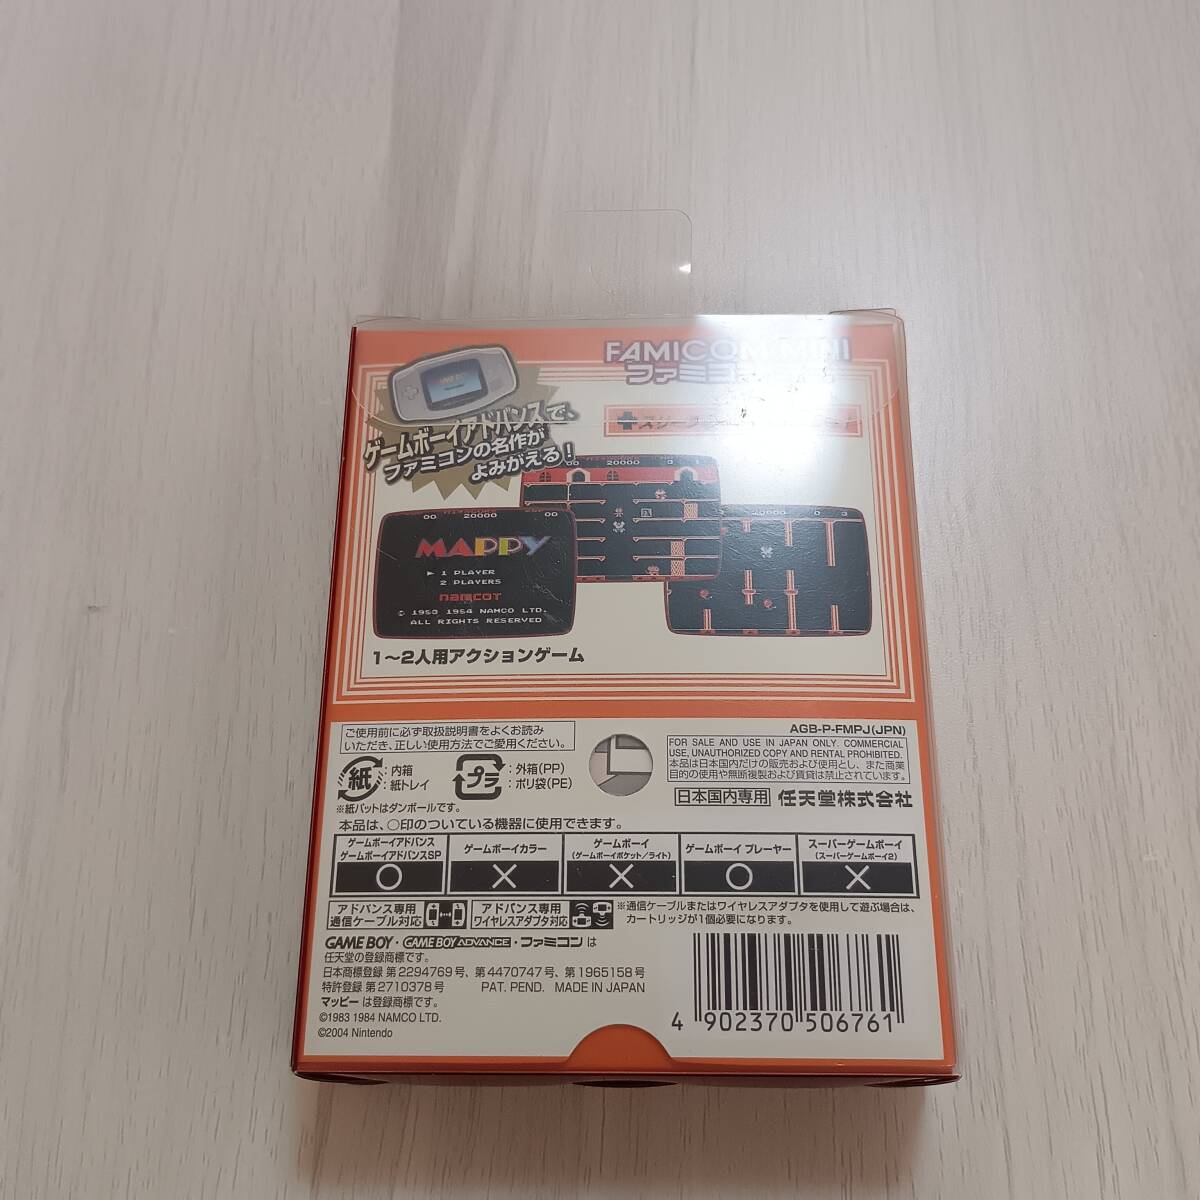 FAMICOM MINI
ファミコンミニ
ゲームボーイアドバンスで、
ファミコンの名作が
よみがえる!
00 20000 3 1
20000 0 3
00 20000 00
MAPPY
1 PLAYER
2 PLAYERS
namcot
© 1983 1984 NAMCO LTD.
ALL RIGHTS RESERVED
1〜2人用アクションゲーム
ご使用前に必ず取扱説明書をよくお読み
いただき、正しい使用方法でご愛用ください。
AGB-P-FMPJ(JPN)
FOR SALE AND USE IN JAPAN ONLY. COMMERCIAL
USE, UNAUTHORIZED COPY AND RENTAL PROHIBITED.
本品は日本国内だけの販売および使用とし、また商業
目的の使用や無断複製および賃貸は禁止されています。
紙 :内箱
:紙トレイ
プラ :外箱(PP)
:ポリ袋(PE)
※紙パットはダンボールです。
日本国内専用 任天堂株式会社
本品は、○印のついている機器に使用できます。
ゲームボーイアドバンス
ゲームボーイアドバンスSP
○
ゲームボーイカラー
×
ゲームボーイ
(ゲームボーイポケット/ライト)
×
ゲームボーイ プレーヤー
○
スーパーゲームボーイ
(スーパーゲームボーイ2)
×
アドバンス専用
通信ケーブル対応
アドバンス専用
ワイヤレスアダプタ対応
※通信ケーブルまたはワイヤレスアダプタを使用して遊ぶ場合は、
カートリッジが1個必要になります。
GAME BOY・GAME BOY ADVANCE・ファミコン は
任天堂の登録商標です。
日本商標登録 第2294769号、第4470747号、第1965158号
特許登録 第2710378号 PAT. PEND. MADE IN JAPAN
マッピー は登録商標です。
©1983 1984 NAMCO LTD.
©2004 Nintendo
4 902370 506761